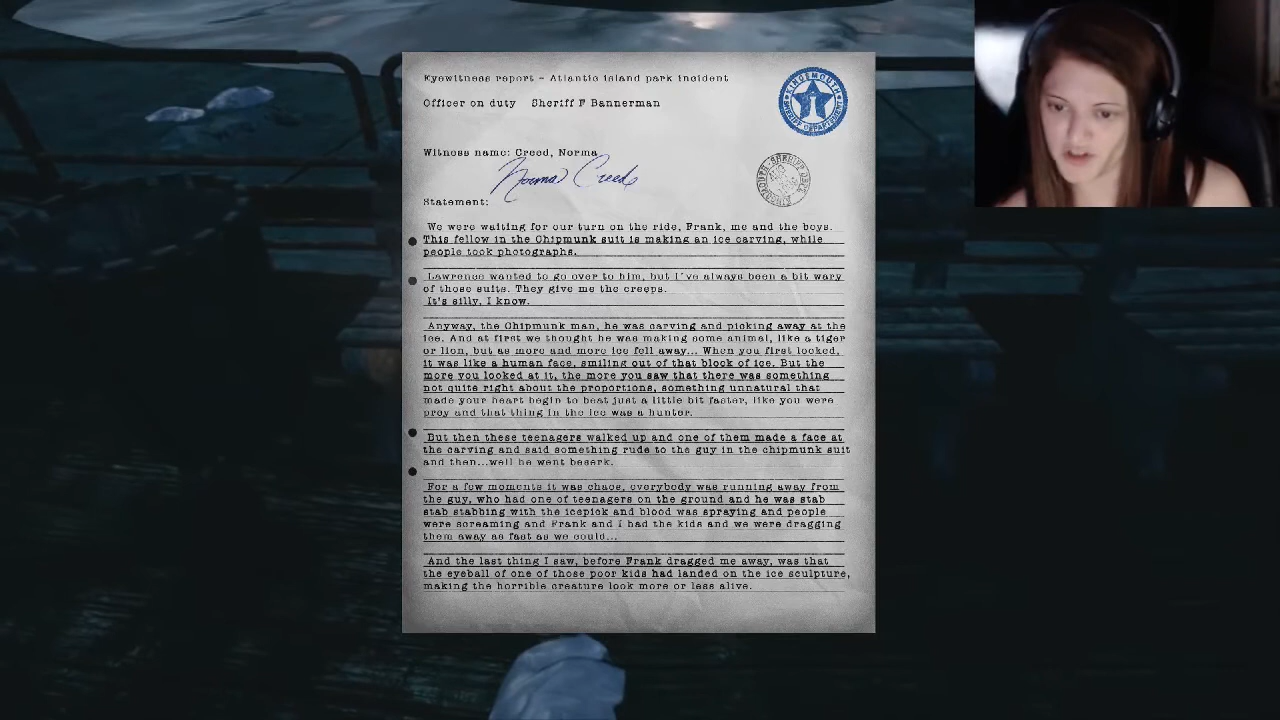 Eyewitness report - Atlantic island park incident
Officer on duty Sheriff F Bannerman
KINGSMOUTH
SHERIFF DEPARTMENT
Witness name: Creed, Norma
Norma Creed
Statement:
We were waiting for our turn on the ride, Frank, me and the boys.
This fellow in the Chipmunk suit is making an ice carving, while
people took photographs.
Lawrence wanted to go over to him, but I've always been a bit wary
of those suits. They give me the creeps.
It's silly, I know.
Anyway, the Chipmunk man, he was carving and picking away at the
ice. And at first we thought he was making some animal, like a tiger
or lion, but as more and more ice fell away... When you first looked,
it was like a human face, smiling out of that block of ice. But the
more you looked at it, the more you saw that there was something
not quite right about the proportions, something unnatural that
made your heart begin to beat just a little bit faster, like you were
prey and that thing in the ice was a hunter.
But then these teenagers walked up and one of them made a face at
the carving and said something rude to the guy in the chipmunk suit
and then...well he went beserk.
For a few moments it was chaos, everybody was running away from
the guy, who had one of teenagers on the ground and he was stab
stab stabbing with the icepick and blood was spraying and people
were screaming and Frank and I had the kids and we were dragging
them away as fast as we could...
And the last thing I saw, before Frank dragged me away, was that
the eyeball of one of those poor kids had landed on the ice sculpture,
making the horrible creature look more or less alive.